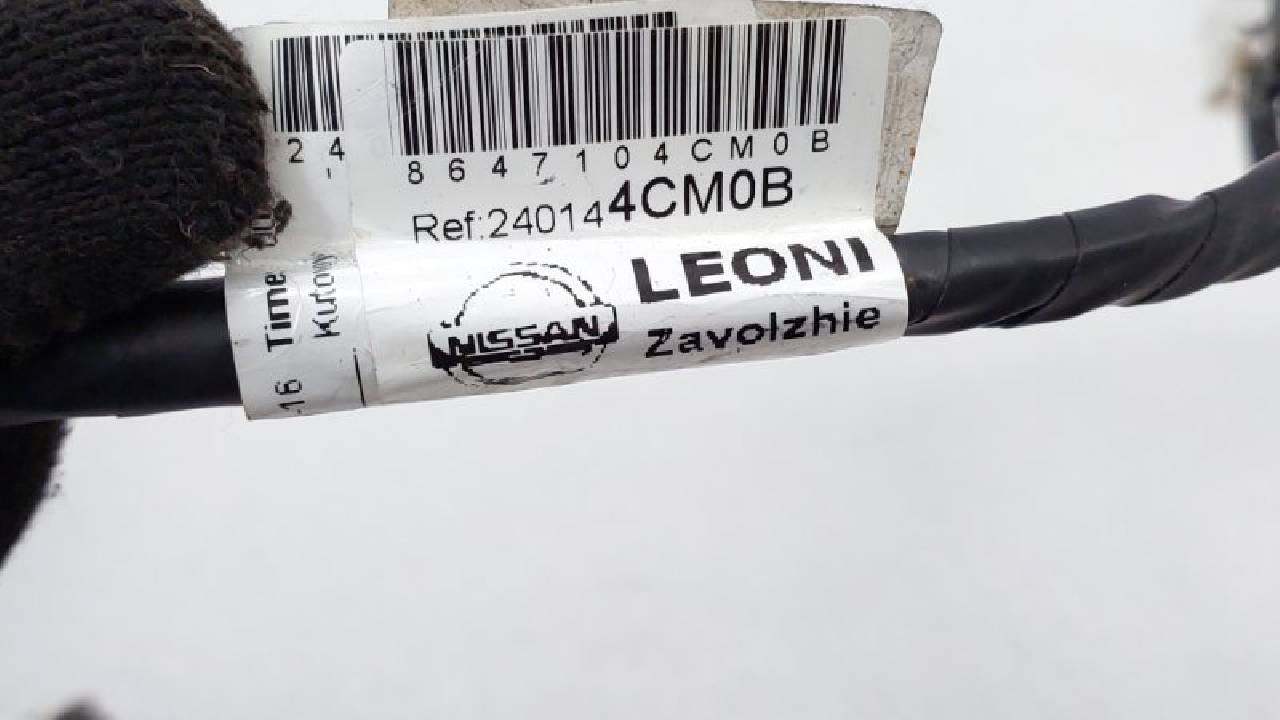 24
8647104CM0B
Ref:240144CM0B
LEONI
NISSAN
Zavolzhie
Time
-16